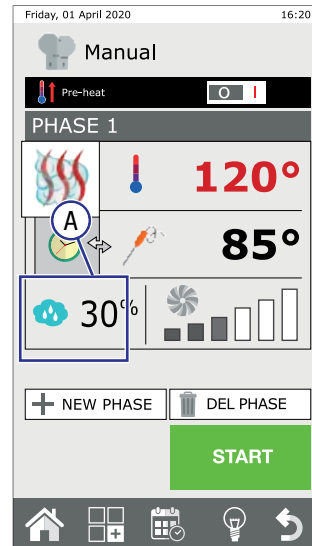 Friday, 01 April 2020 16:20
Manual
Pre-heat O I
PHASE 1
120°
A
85°
30%
NEW PHASE DEL PHASE
START